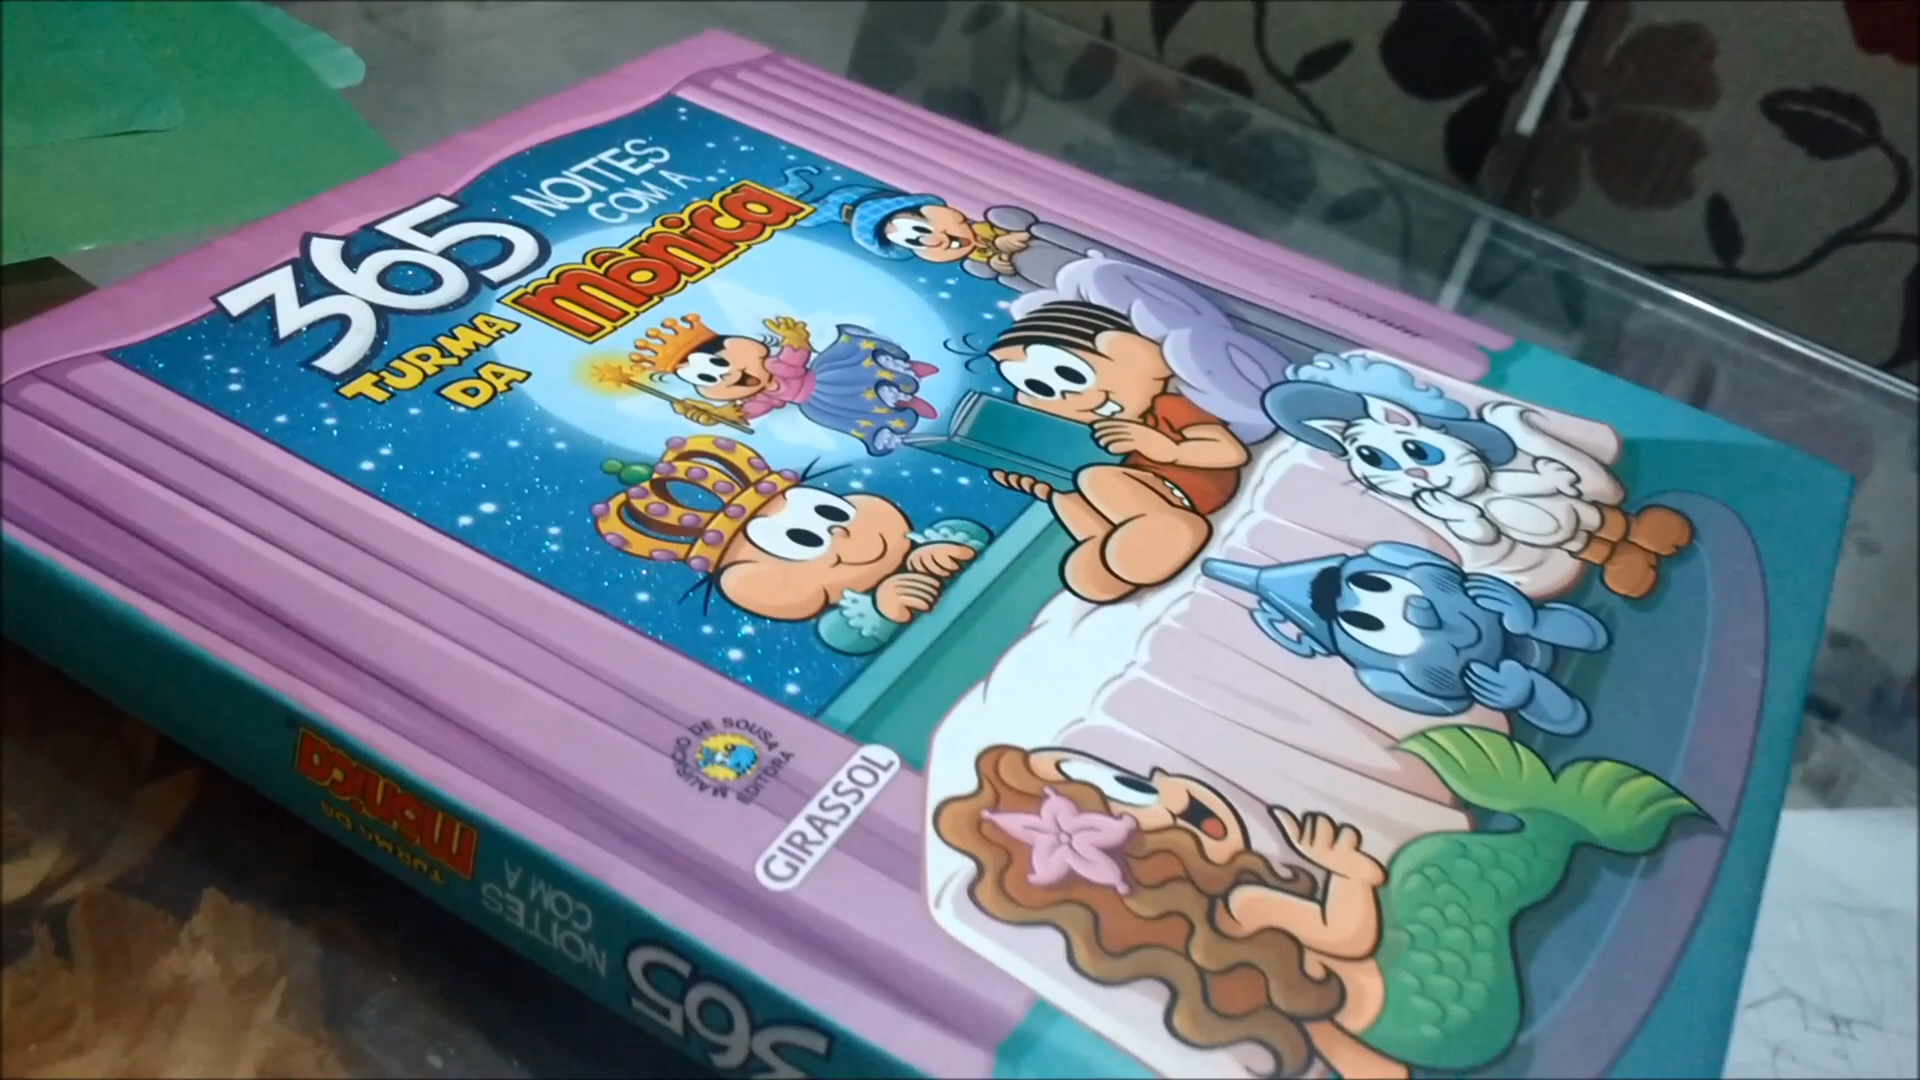 365
NOITES
COM A
TURMA
DA
Mônica
MAURICIO DE SOUSA
EDITORA
GIRASSOL
365
NOITES
COM A
TURMA DA
Mônica